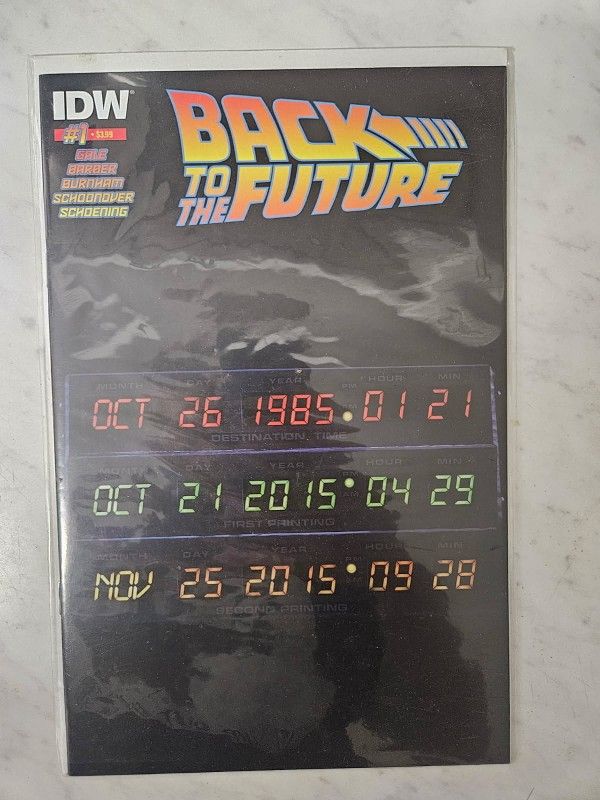 IDW
#1 • $3.99
GALE
BARBER
BURNHAM
SCHOONOVER
SCHOENING
BACK
TO THE FUTURE
MONTH DAY YEAR HOUR MIN
PM
OCT 26 1985 01 21
DESTINATION TIME
MONTH DAY YEAR HOUR MIN
AM
OCT 21 2015 04 29
FIRST PRINTING
MONTH DAY YEAR HOUR MIN
NOV 25 2015 09 28
SECOND PRINTING